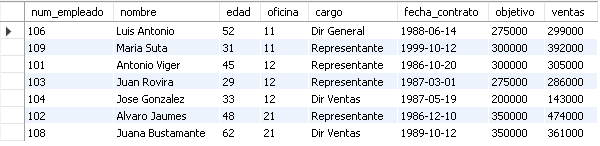 num_empleado nombre edad oficina cargo fecha_contrato objetivo ventas
106 Luis Antonio 52 11 Dir General 1988-06-14 275000 299000
109 Maria Suta 31 11 Representante 1999-10-12 300000 392000
101 Antonio Viger 45 12 Representante 1986-10-20 300000 305000
103 Juan Rovira 29 12 Representante 1987-03-01 275000 286000
104 Jose Gonzalez 33 12 Dir Ventas 1987-05-19 200000 143000
102 Alvaro Jaumes 48 21 Representante 1986-12-10 350000 474000
108 Juana Bustamante 62 21 Dir Ventas 1989-10-12 350000 361000